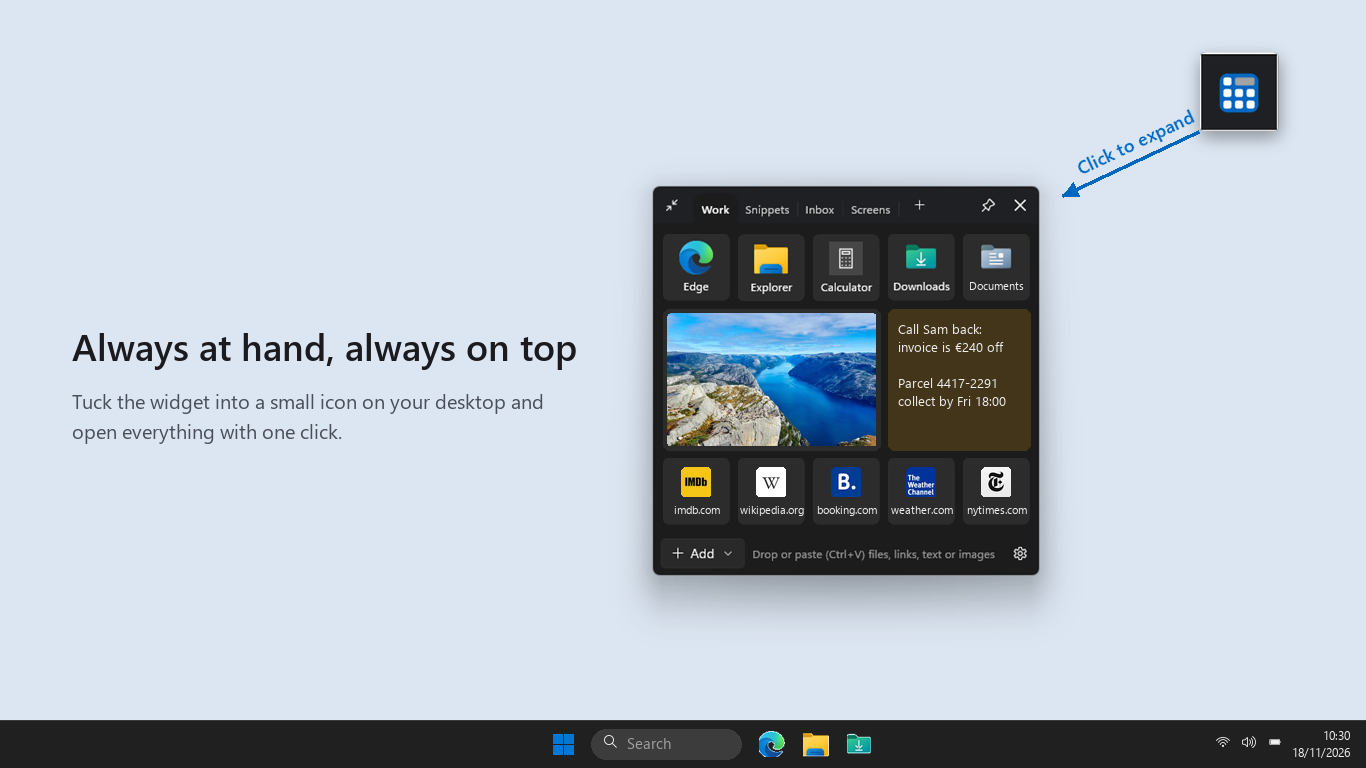 Click to expand
Work Snippets Inbox Screens
Edge Explorer Calculator Downloads Documents
Always at hand, always on top
Tuck the widget into a small icon on your desktop and
open everything with one click.
Call Sam back:
invoice is €240 off
Parcel 4417-2291
collect by Fri 18:00
IMDb W B. The Weather Channel T
imdb.com wikipedia.org booking.com weather.com nytimes.com
Add Drop or paste (Ctrl+V) files, links, text or images
Search
10:30
18/11/2026